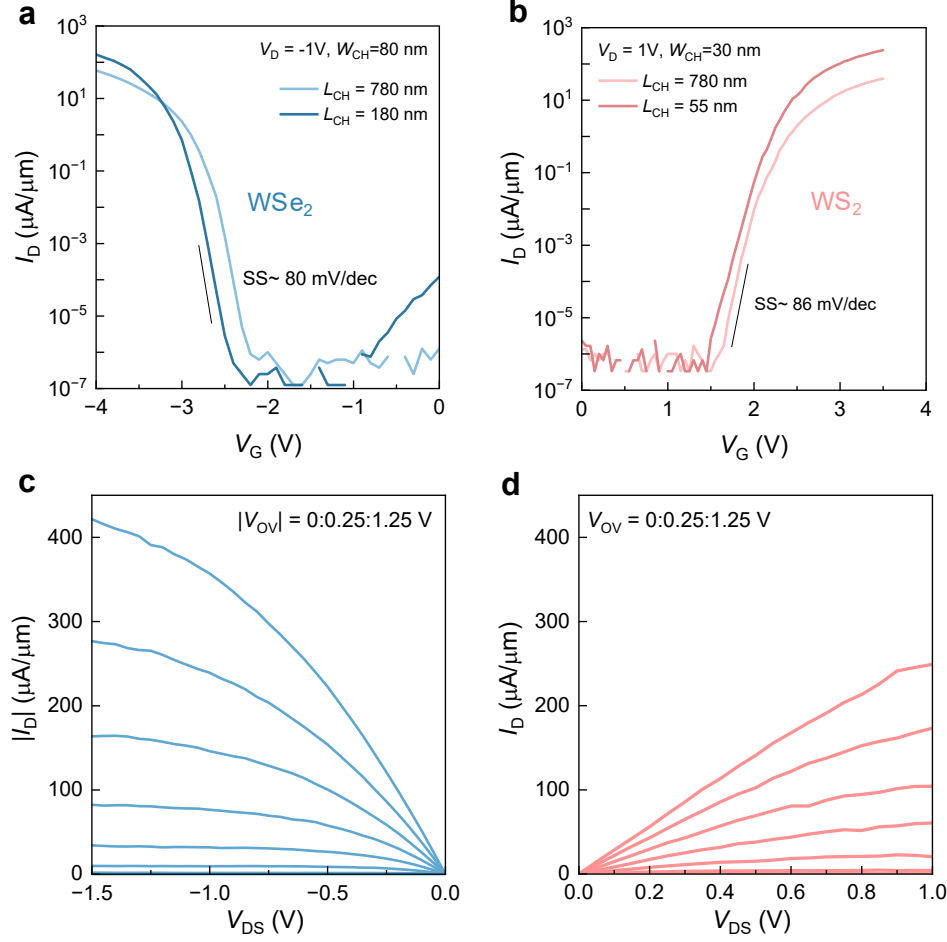 a
10³
10¹
10⁻¹
10⁻³
10⁻⁵
10⁻⁷
I_D (μA/μm)
V_D = -1V, W_CH=80 nm
L_CH = 780 nm
L_CH = 180 nm
WSe₂
SS~ 80 mV/dec
−4 −3 −2 −1 0
V_G (V)
b
10³
10¹
10⁻¹
10⁻³
10⁻⁵
10⁻⁷
I_D (μA/μm)
V_D = 1V, W_CH=30 nm
L_CH = 780 nm
L_CH = 55 nm
WS₂
SS~ 86 mV/dec
0 1 2 3 4
V_G (V)
c
400
300
200
100
0
|I_D| (μA/μm)
|V_OV| = 0:0.25:1.25 V
−1.5 −1.0 −0.5 0.0
V_DS (V)
d
400
300
200
100
0
I_D (μA/μm)
V_OV = 0:0.25:1.25 V
0.0 0.2 0.4 0.6 0.8 1.0
V_DS (V)